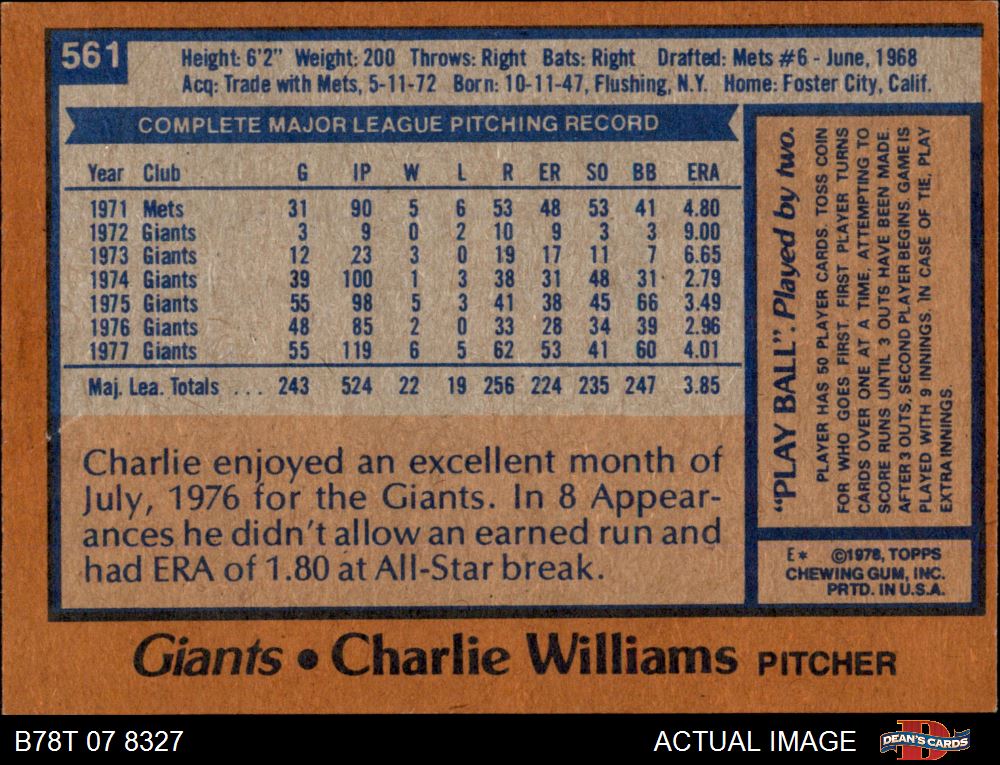 561
Height: 6'2" Weight: 200 Throws: Right Bats: Right Drafted: Mets #6 - June, 1968
Acq: Trade with Mets, 5-11-72 Born: 10-11-47, Flushing, N.Y. Home: Foster City, Calif.
COMPLETE MAJOR LEAGUE PITCHING RECORD
Year Club G IP W L R ER SO BB ERA
1971 Mets 31 90 5 6 53 48 53 41 4.80
1972 Giants 3 9 0 2 10 9 3 3 9.00
1973 Giants 12 23 3 0 19 17 11 7 6.65
1974 Giants 39 100 1 3 38 31 48 31 2.79
1975 Giants 55 98 5 3 41 38 45 66 3.49
1976 Giants 48 85 2 0 33 28 34 39 2.96
1977 Giants 55 119 6 5 62 53 41 60 4.01
Maj. Lea. Totals . . . 243 524 22 19 256 224 235 247 3.85
Charlie enjoyed an excellent month of
July, 1976 for the Giants. In 8 Appear-
ances he didn't allow an earned run and
had ERA of 1.80 at All-Star break.
"PLAY BALL". Played by two.
PLAYER HAS 50 PLAYER CARDS. TOSS COIN
FOR WHO GOES FIRST. FIRST PLAYER TURNS
CARDS OVER ONE AT A TIME, ATTEMPTING TO
SCORE RUNS UNTIL 3 OUTS HAVE BEEN MADE.
AFTER 3 OUTS, SECOND PLAYER BEGINS. GAME IS
PLAYED WITH 9 INNINGS. IN CASE OF TIE, PLAY
EXTRA INNINGS.
E* ©1978, TOPPS
CHEWING GUM, INC.
PRTD. IN U.S.A.
Giants • Charlie Williams PITCHER
B78T 07 8327
ACTUAL IMAGE
DEAN'S CARDS